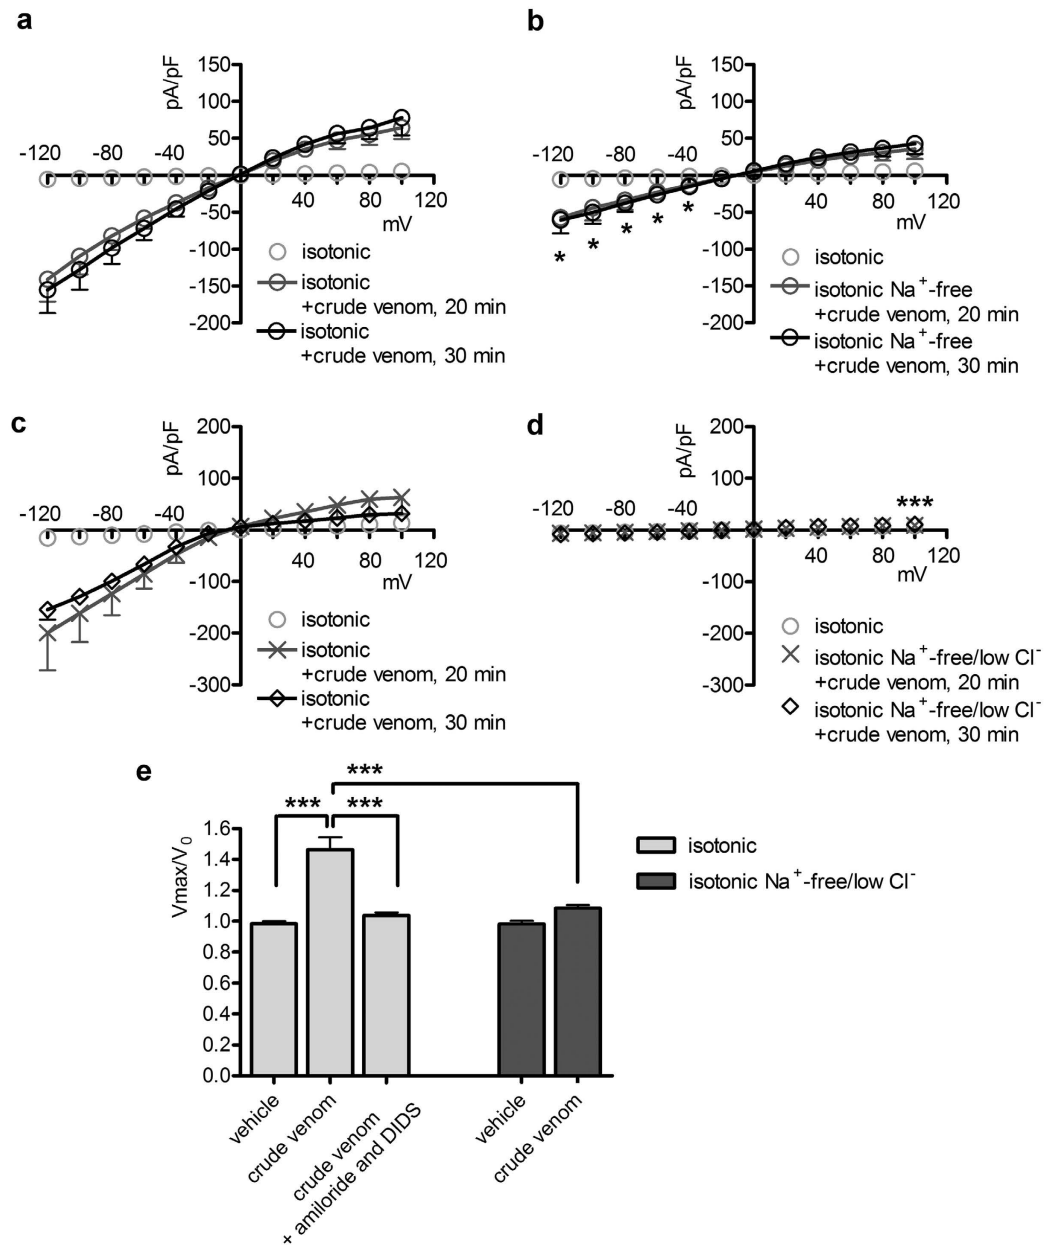 a
pA/pF
150
100
50
-120 -80 -40
40 80 120
mV
-50
-100
-150
-200
isotonic
isotonic
+crude venom, 20 min
isotonic
+crude venom, 30 min
b
pA/pF
150
100
50
-120 -80 -40
40 80 120
mV
-50
-100
-150
-200
* * * * *
isotonic
isotonic Na+-free
+crude venom, 20 min
isotonic Na+-free
+crude venom, 30 min
c
pA/pF
200
100
-120 -80 -40
40 80 120
mV
-100
-200
-300
isotonic
isotonic
+crude venom, 20 min
isotonic
+crude venom, 30 min
d
pA/pF
200
100
-120 -80 -40
***
40 80 120
mV
-100
-200
-300
isotonic
isotonic Na+-free/low Cl-
+crude venom, 20 min
isotonic Na+-free/low Cl-
+crude venom, 30 min
e
***
*** ***
Vmax/V0
1.6
1.4
1.2
1.0
0.8
0.6
0.4
0.2
0.0
vehicle
crude venom
crude venom
+ amiloride and DIDS
vehicle
crude venom
isotonic
isotonic Na+-free/low Cl-